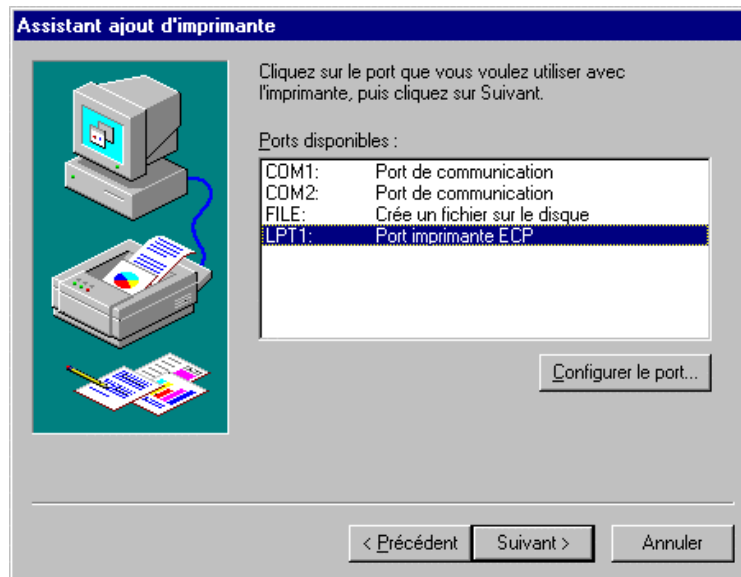 Assistant ajout d'imprimante
Cliquez sur le port que vous voulez utiliser avec
l'imprimante, puis cliquez sur Suivant.
Ports disponibles :
COM1: Port de communication
COM2: Port de communication
FILE: Crée un fichier sur le disque
LPT1: Port imprimante ECP
Configurer le port...
< Précédent Suivant > Annuler